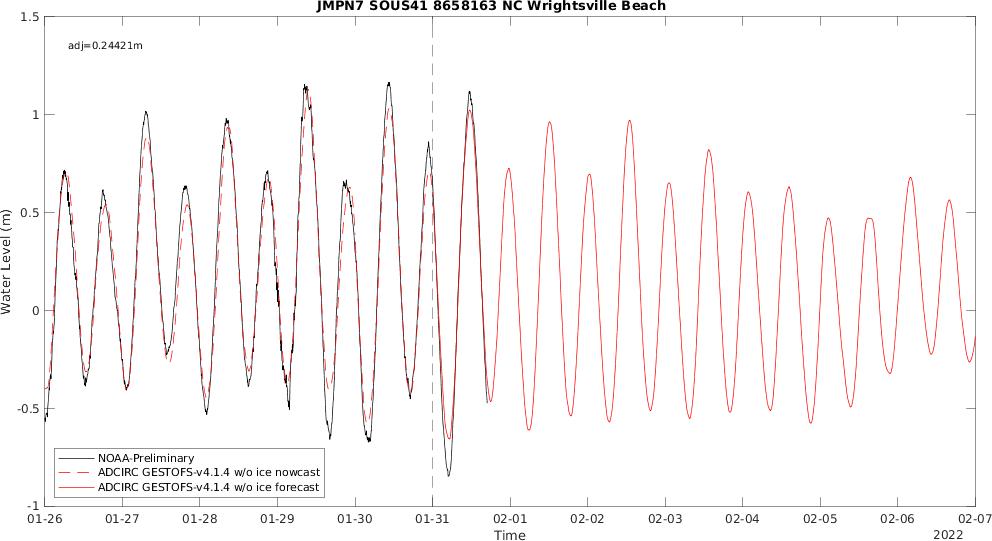 JMPN7 SOUS41 8658163 NC Wrightsville Beach
1.5
adj=0.24421m
1
0.5
Water Level (m)
0
-0.5
-1
NOAA-Preliminary
ADCIRC GESTOFS-v4.1.4 w/o ice nowcast
ADCIRC GESTOFS-v4.1.4 w/o ice forecast
01-26 01-27 01-28 01-29 01-30 01-31 02-01 02-02 02-03 02-04 02-05 02-06 02-07
Time
2022